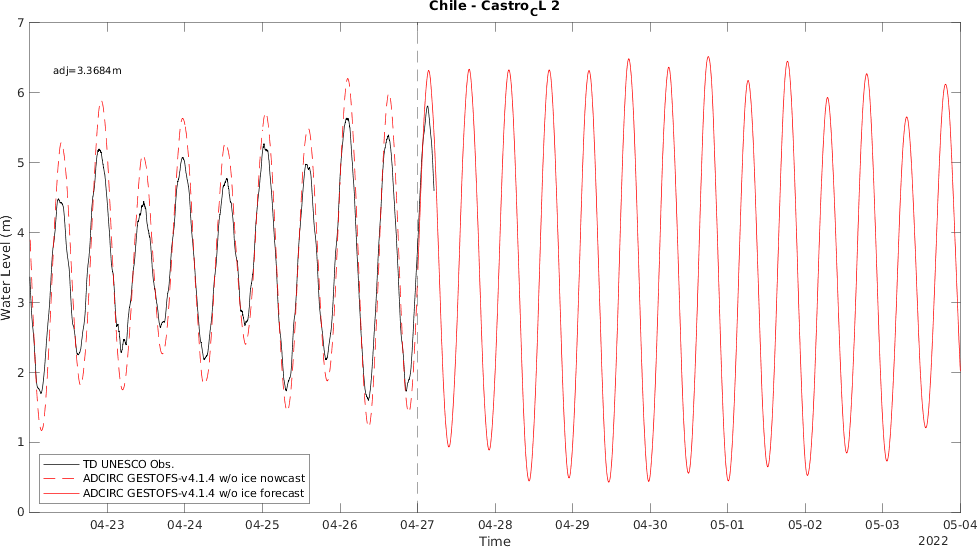 Chile - Castro_CL 2
adj=3.3684m
Water Level (m)
7
6
5
4
3
2
1
0
TD UNESCO Obs.
ADCIRC GESTOFS-v4.1.4 w/o ice nowcast
ADCIRC GESTOFS-v4.1.4 w/o ice forecast
04-23 04-24 04-25 04-26 04-27 04-28 04-29 04-30 05-01 05-02 05-03 05-04
Time
2022